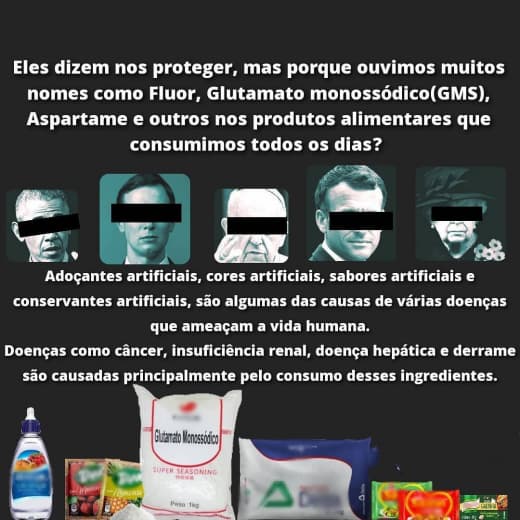 Eles dizem nos proteger, mas porque ouvimos muitos
nomes como Fluor, Glutamato monossódico(GMS),
Aspartame e outros nos produtos alimentares que
consumimos todos os dias?
Adoçantes artificiais, cores artificiais, sabores artificiais e
conservantes artificiais, são algumas das causas de várias doenças
que ameaçam a vida humana.
Doenças como câncer, insuficiência renal, doença hepática e derrame
são causadas principalmente pelo consumo desses ingredientes.
Glutamato Monossódico
SUPER SEASONING
Peso 1kg